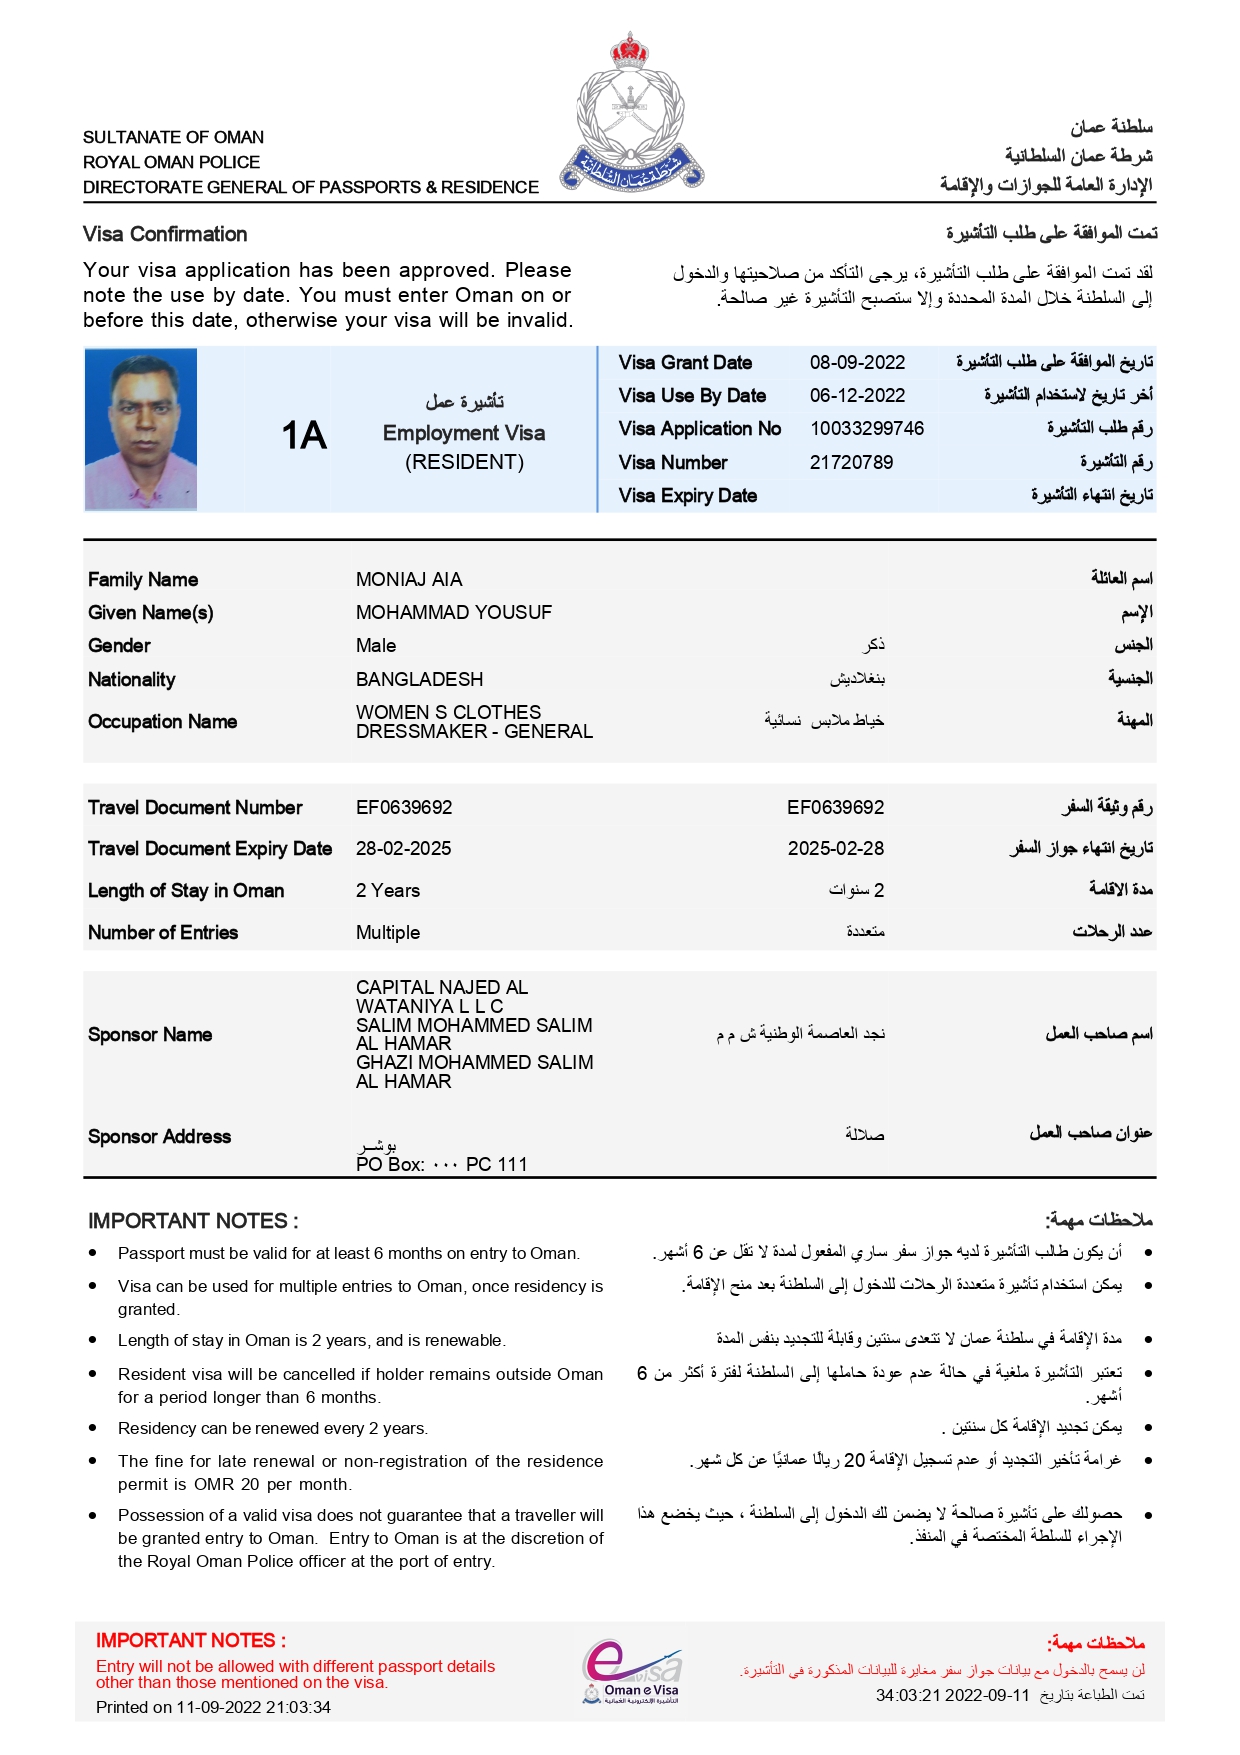 SULTANATE OF OMAN
ROYAL OMAN POLICE
DIRECTORATE GENERAL OF PASSPORTS & RESIDENCE
شرطة عمان السلطانية
سلطنة عمان
شرطة عمان السلطانية
الإدارة العامة للجوازات والإقامة
Visa Confirmation
تمت الموافقة على طلب التأشيرة
Your visa application has been approved. Please
note the use by date. You must enter Oman on or
before this date, otherwise your visa will be invalid.
لقد تمت الموافقة على طلب التأشيرة، يرجى التأكد من صلاحيتها والدخول
إلى السلطنة خلال المدة المحددة وإلا ستصبح التأشيرة غير صالحة.
1A
تأشيرة عمل
Employment Visa
(RESIDENT)
Visa Grant Date 08-09-2022 تاريخ الموافقة على طلب التأشيرة
Visa Use By Date 06-12-2022 أخر تاريخ لاستخدام التأشيرة
Visa Application No 10033299746 رقم طلب التأشيرة
Visa Number 21720789 رقم التأشيرة
Visa Expiry Date تاريخ انتهاء التأشيرة
Family Name MONIAJ AIA اسم العائلة
Given Name(s) MOHAMMAD YOUSUF الإسم
Gender Male ذكر الجنس
Nationality BANGLADESH بنغلاديش الجنسية
Occupation Name WOMEN S CLOTHES
DRESSMAKER - GENERAL خياط ملابس نسائية المهنة
Travel Document Number EF0639692 EF0639692 رقم وثيقة السفر
Travel Document Expiry Date 28-02-2025 2025-02-28 تاريخ انتهاء جواز السفر
Length of Stay in Oman 2 Years 2 سنوات مدة الاقامة
Number of Entries Multiple متعددة عدد الرحلات
Sponsor Name
CAPITAL NAJED AL
WATANIYA L L C
SALIM MOHAMMED SALIM
AL HAMAR
GHAZI MOHAMMED SALIM
AL HAMAR
نجد العاصمة الوطنية ش م م اسم صاحب العمل
Sponsor Address
بوشـر
PO Box: ٠٠٠ PC 111
صلالة عنوان صاحب العمل
IMPORTANT NOTES :
• Passport must be valid for at least 6 months on entry to Oman.
• Visa can be used for multiple entries to Oman, once residency is
granted.
• Length of stay in Oman is 2 years, and is renewable.
• Resident visa will be cancelled if holder remains outside Oman
for a period longer than 6 months.
• Residency can be renewed every 2 years.
• The fine for late renewal or non-registration of the residence
permit is OMR 20 per month.
• Possession of a valid visa does not guarantee that a traveller will
be granted entry to Oman. Entry to Oman is at the discretion of
the Royal Oman Police officer at the port of entry.
ملاحظات مهمة:
• أن يكون طالب التأشيرة لديه جواز سفر ساري المفعول لمدة لا تقل عن 6 أشهر.
• يمكن استخدام تأشيرة متعددة الرحلات للدخول إلى السلطنة بعد منح الإقامة.
• مدة الإقامة في سلطنة عمان لا تتعدى سنتين وقابلة للتجديد بنفس المدة
• تعتبر التأشيرة ملغية في حالة عدم عودة حاملها إلى السلطنة لفترة أكثر من 6
أشهر.
• يمكن تجديد الإقامة كل سنتين .
• غرامة تأخير التجديد أو عدم تسجيل الإقامة 20 ريالًا عمانيًا عن كل شهر.
• حصولك على تأشيرة صالحة لا يضمن لك الدخول إلى السلطنة ، حيث يخضع هذا
الإجراء للسلطة المختصة في المنفذ.
IMPORTANT NOTES :
Entry will not be allowed with different passport details
other than those mentioned on the visa.
Printed on 11-09-2022 21:03:34
e visa
Oman e Visa
التأشيرة الإلكترونية العمانية
ملاحظات مهمة:
لن يسمح بالدخول مع بيانات جواز سفر مغايرة للبيانات المذكورة في التأشيرة.
تمت الطباعة بتاريخ 11-09-2022 34:03:21